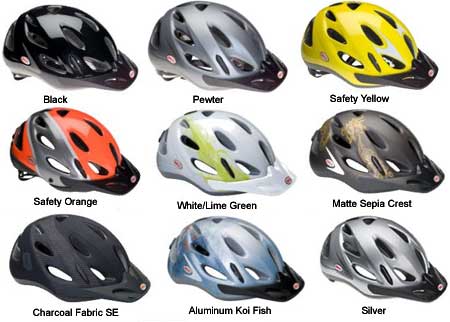 Black
Pewter
Safety Yellow
Safety Orange
White/Lime Green
Matte Sepia Crest
Charcoal Fabric SE
Aluminum Koi Fish
Silver